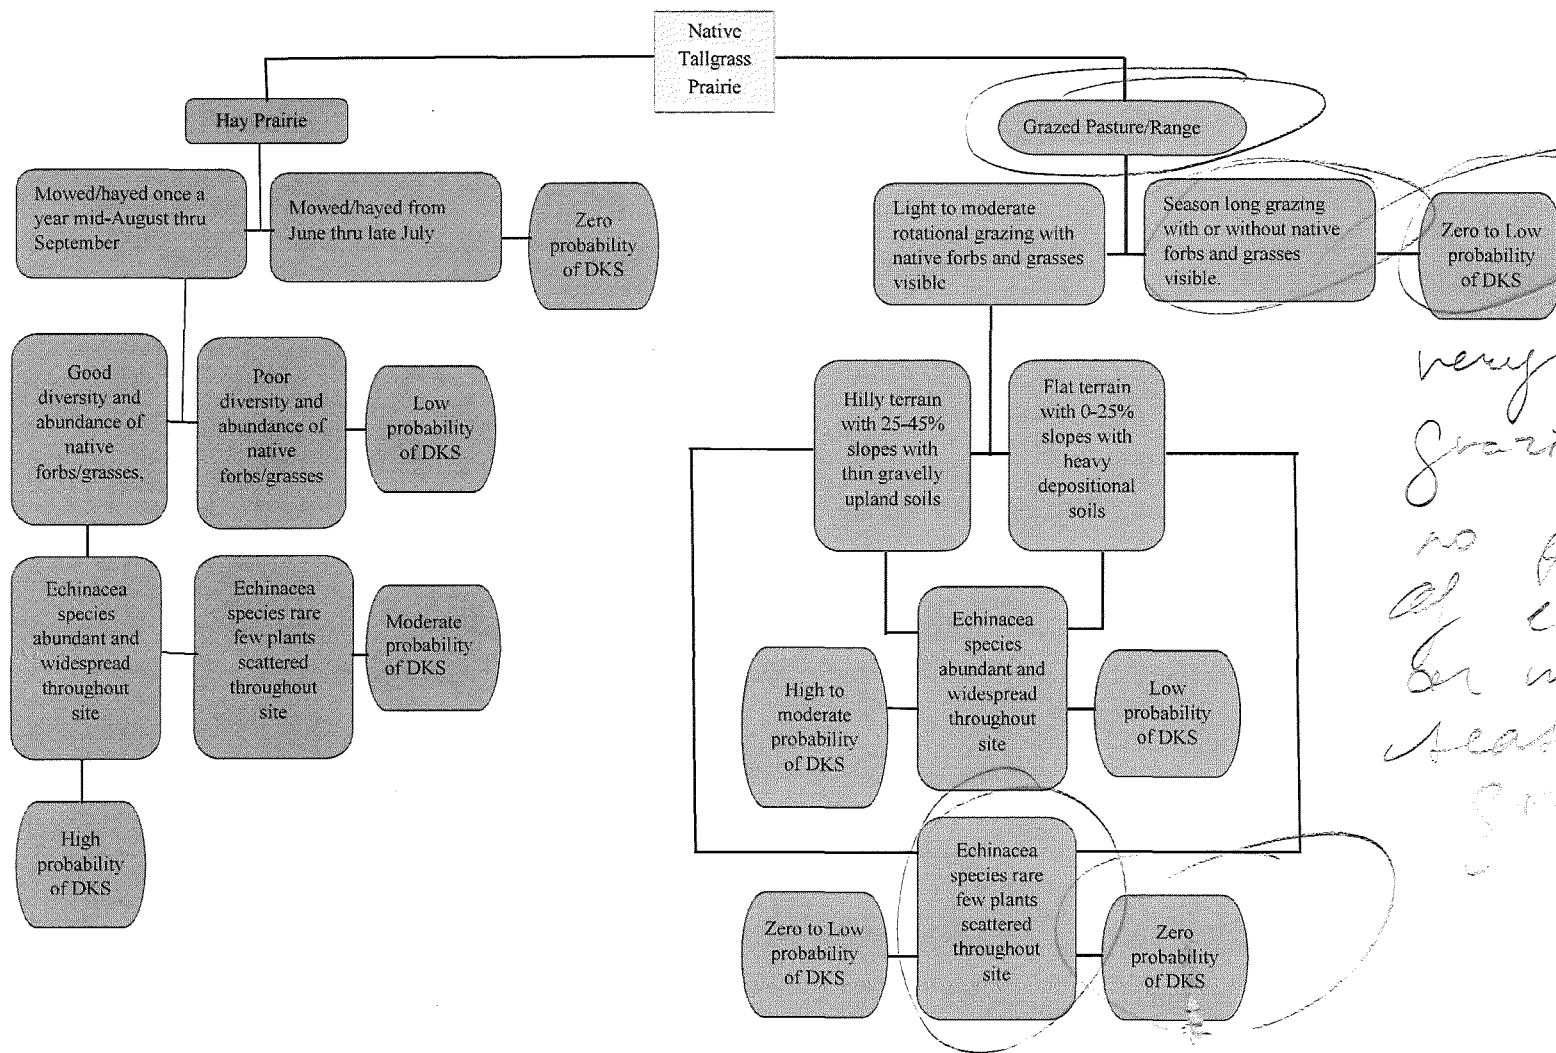 Native
Tallgrass
Prairie
Hay Prairie
Grazed Pasture/Range
Mowed/hayed once a
year mid-August thru
September
Mowed/hayed from
June thru late July
Zero
probability
of DKS
Light to moderate
rotational grazing with
native forbs and grasses
visible
Season long grazing
with or without native
forbs and grasses
visible.
Zero to Low
probability
of DKS
Good
diversity and
abundance of
native
forbs/grasses,
Poor
diversity and
abundance of
native
forbs/grasses
Low
probability
of DKS
Hilly terrain
with 25-45%
slopes with
thin gravelly
upland soils
Flat terrain
with 0-25%
slopes with
heavy
depositional
soils
very
grazi
no
of
Echinacea
species
abundant and
widespread
throughout
site
Echinacea
species rare
few plants
scattered
throughout
site
Moderate
probability
of DKS
Echinacea
species
abundant and
widespread
throughout
site
High to
moderate
probability
of DKS
Low
probability
of DKS
High
probability
of DKS
Echinacea
species rare
few plants
scattered
throughout
site
Zero to Low
probability
of DKS
Zero
probability
of DKS